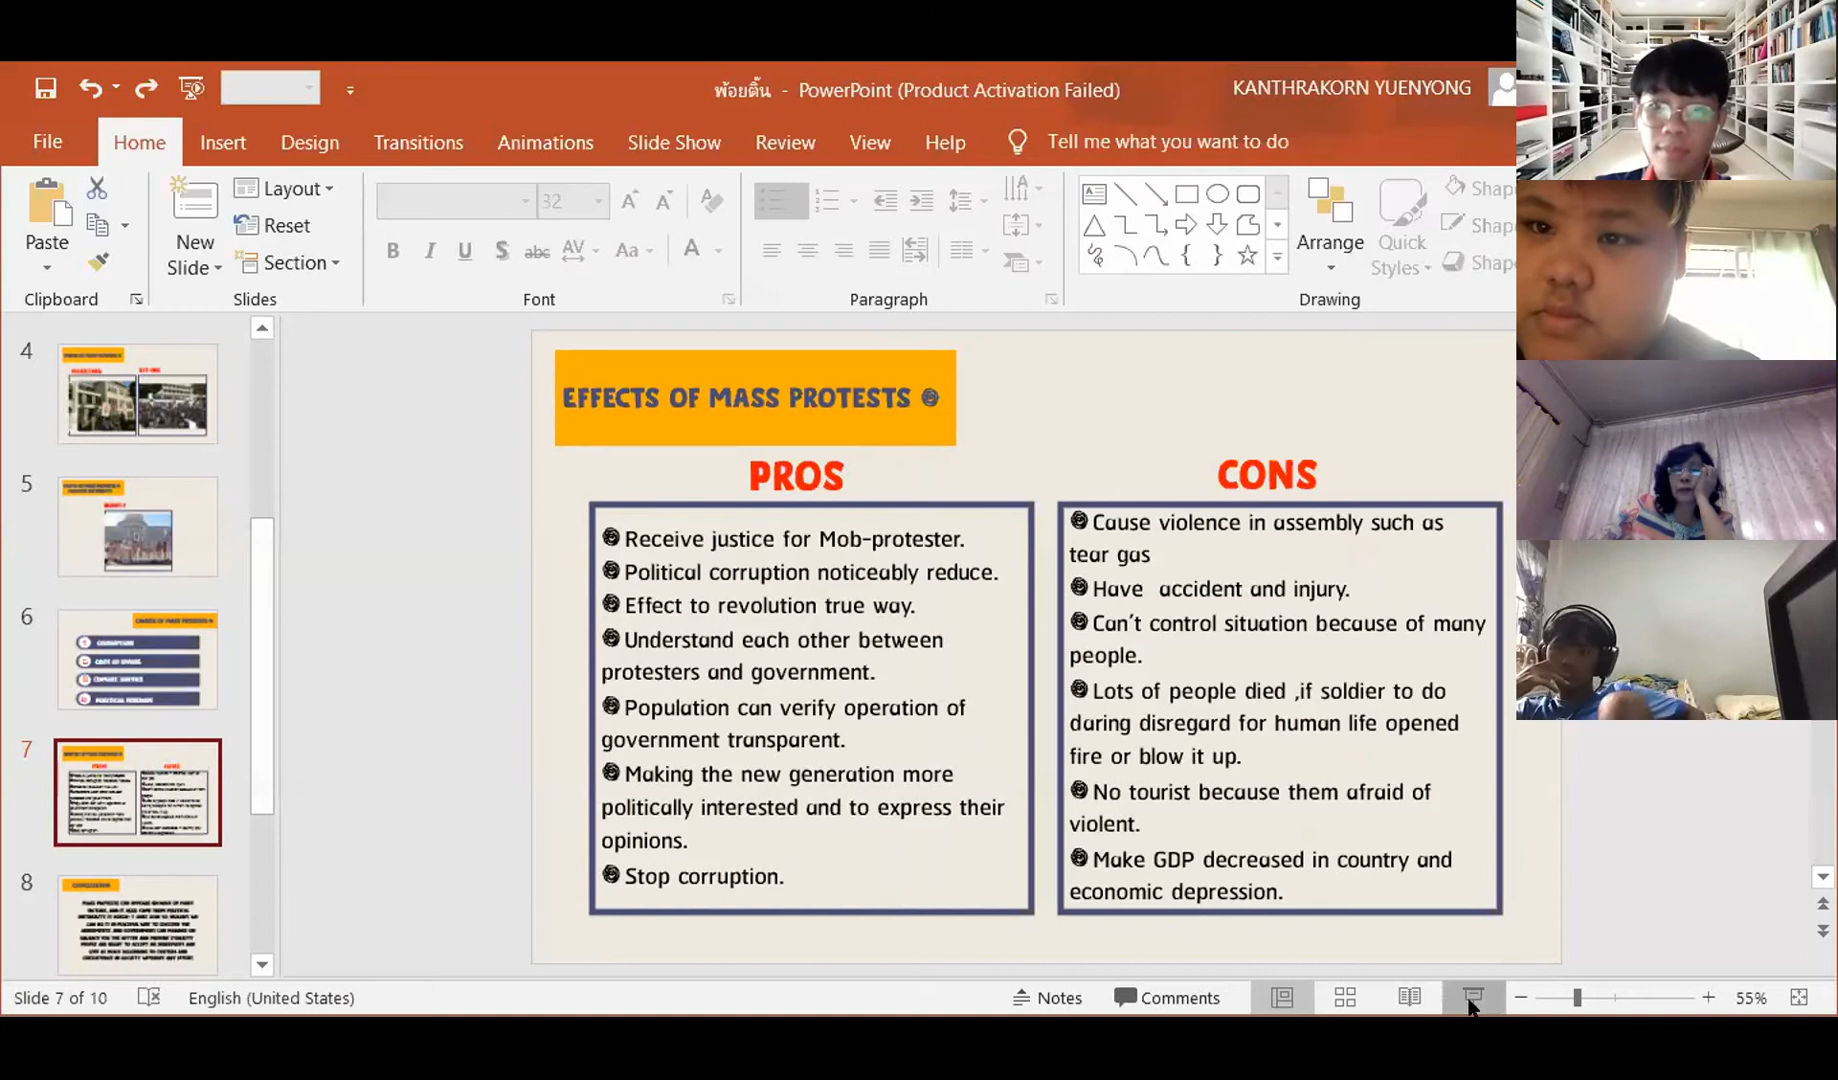 พ้อยติ้น - PowerPoint (Product Activation Failed)
KANTHRAKORN YUENYONG
File
Home
Insert
Design
Transitions
Animations
Slide Show
Review
View
Help
Tell me what you want to do
Paste
New
Slide
Layout
Reset
Section
32
B I U S abc AV Aa A
Arrange
Quick
Styles
Shap
Shap
Shap
Clipboard
Slides
Font
Paragraph
Drawing
4
5
6
7
8
EFFECTS OF MASS PROTESTS
PROS
Receive justice for Mob-protester.
Political corruption noticeably reduce.
Effect to revolution true way.
Understand each other between
protesters and government.
Population can verify operation of
government transparent.
Making the new generation more
politically interested and to express their
opinions.
Stop corruption.
CONS
Cause violence in assembly such as
tear gas
Have accident and injury.
Can't control situation because of many
people.
Lots of people died ,if soldier to do
daring disregard for human life opened
fire or blow it up.
No tourist because them afraid of
violent.
Make GDP decreased in country and
economic depression.
Slide 7 of 10
English (United States)
Notes
Comments
55%